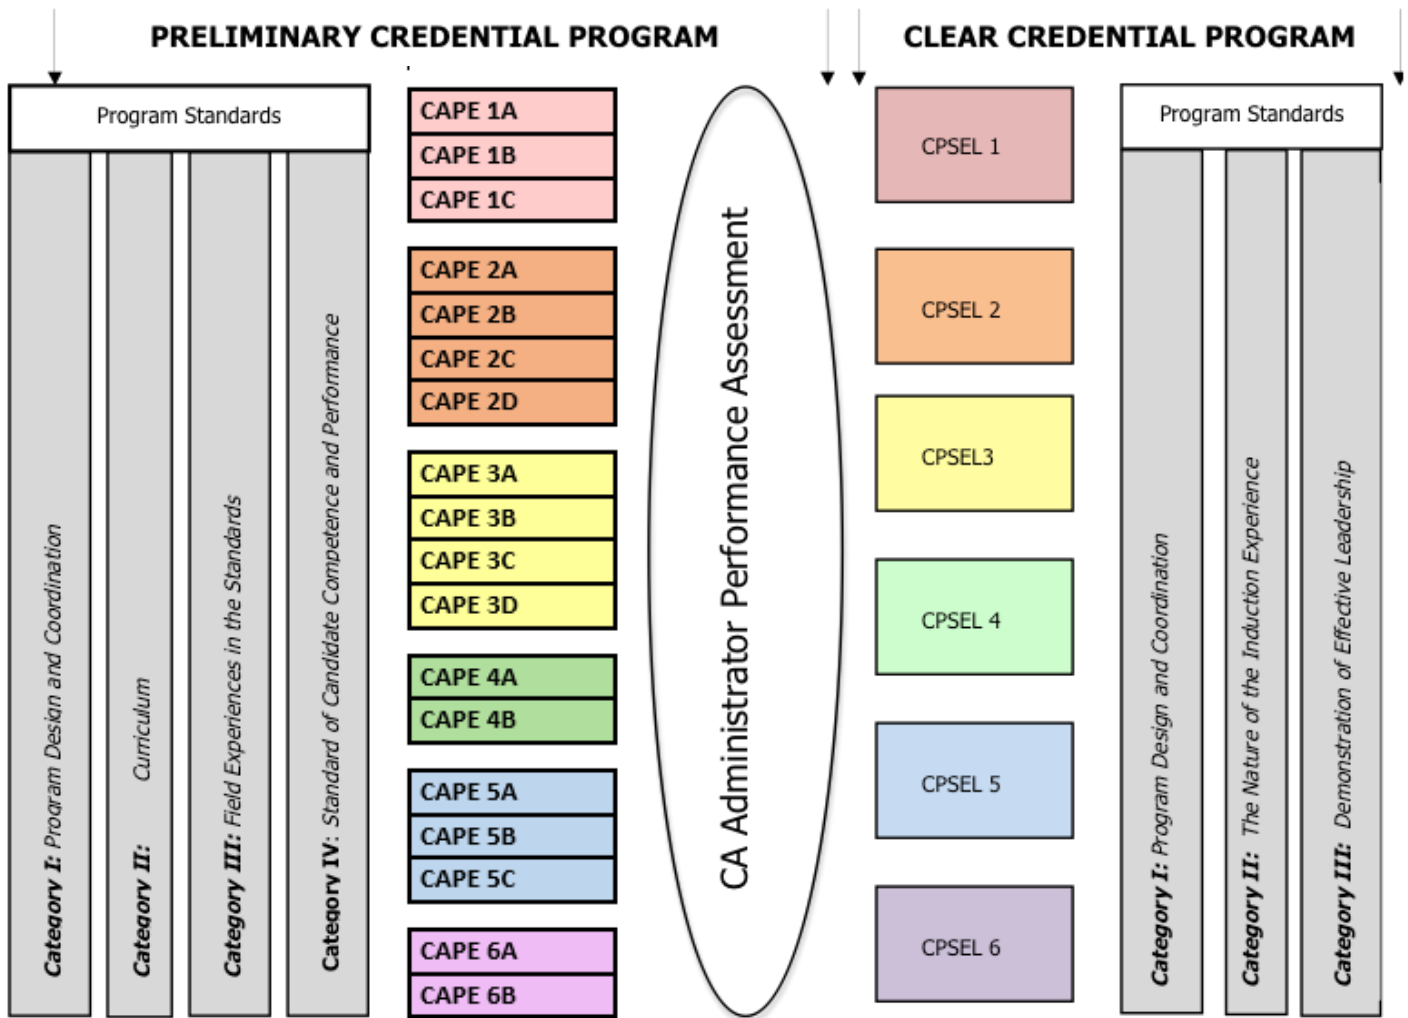 PRELIMINARY CREDENTIAL PROGRAM
Program Standards
Category I: Program Design and Coordination
Category II: Curriculum
Category III: Field Experiences in the Standards
Category IV: Standard of Candidate Competence and Performance
CAPE 1A
CAPE 1B
CAPE 1C
CAPE 2A
CAPE 2B
CAPE 2C
CAPE 2D
CAPE 3A
CAPE 3B
CAPE 3C
CAPE 3D
CAPE 4A
CAPE 4B
CAPE 5A
CAPE 5B
CAPE 5C
CAPE 6A
CAPE 6B
CA Administrator Performance Assessment
CLEAR CREDENTIAL PROGRAM
CPSEL 1
CPSEL 2
CPSEL3
CPSEL 4
CPSEL 5
CPSEL 6
Program Standards
Category I: Program Design and Coordination
Category II: The Nature of the Induction Experience
Category III: Demonstration of Effective Leadership